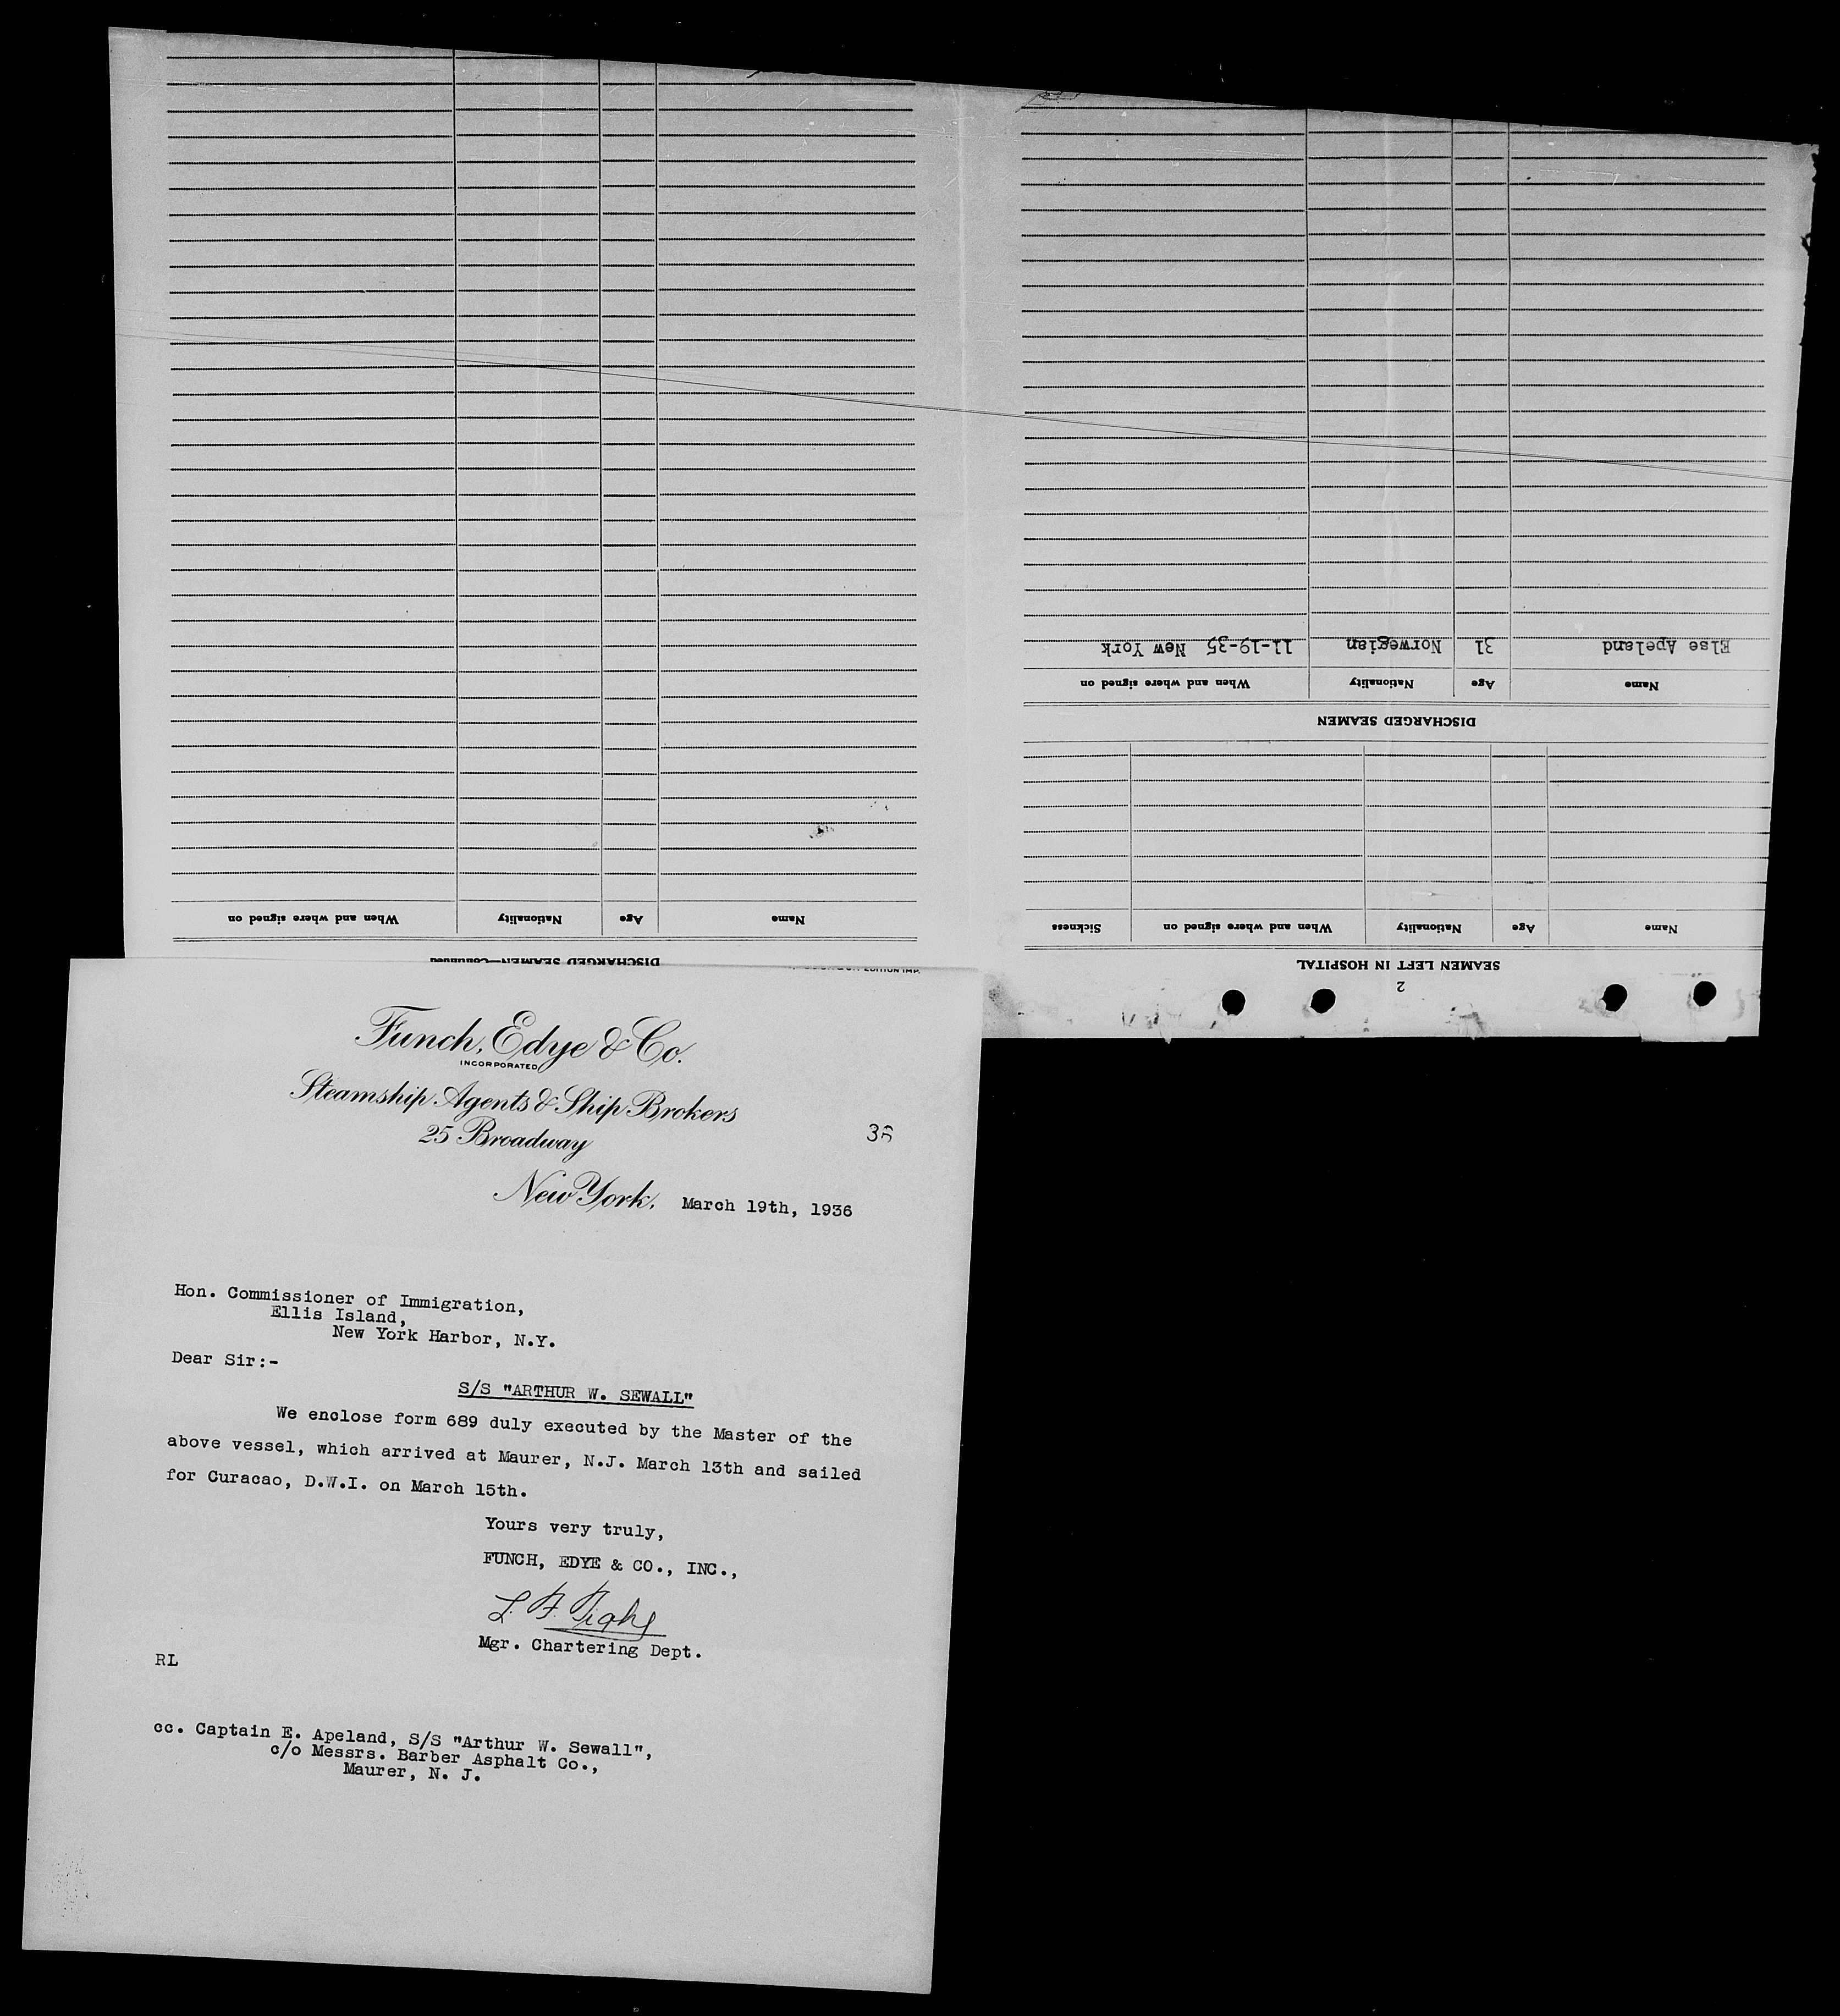 2
SEAMEN LEFT IN HOSPITAL
Name Age Nationality When and where signed on Sickness
DISCHARGED SEAMEN
Name Age Nationality When and where signed on
Else Apeland 31 Norwegian 11-19-35 New York
DISCHARGED SEAMEN—Continued
Name Age Nationality When and where signed on
EDITION IMP.
Funch, Edye & Co.
INCORPORATED
Steamship Agents & Ship Brokers
25 Broadway
New York, March 19th, 1936
Hon. Commissioner of Immigration,
Ellis Island,
New York Harbor, N.Y.
Dear Sir:-
S/S "ARTHUR W. SEWALL"
We enclose form 689 duly executed by the Master of the
above vessel, which arrived at Maurer, N.J. March 13th and sailed
for Curacao, D.W.I. on March 15th.
Yours very truly,
FUNCH, EDYE & CO., INC.,
Mgr. Chartering Dept.
RL
cc. Captain E. Apeland, S/S "Arthur W. Sewall",
c/o Messrs. Barber Asphalt Co.,
Maurer, N. J.